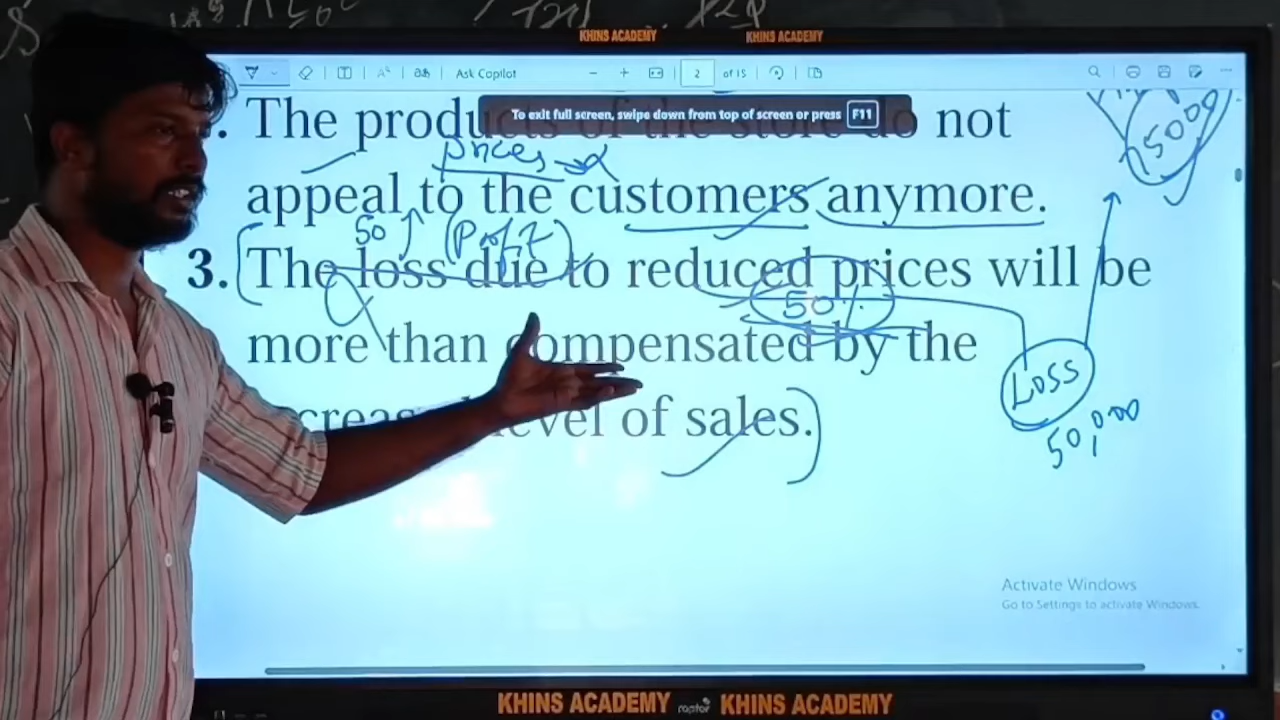 KHINS ACADEMY KHINS ACADEMY
Ask Copilot 2 of 15
To exit full screen, swipe down from top of screen or press F11
The products of the store do not
prices
appeal to the customers anymore.
50 (Profit)
3. The loss due to reduced prices will be
50%
more than compensated by the
Loss
level of sales.)
50,000
Activate Windows
Go to Settings to activate Windows.
KHINS ACADEMY raptor KHINS ACADEMY